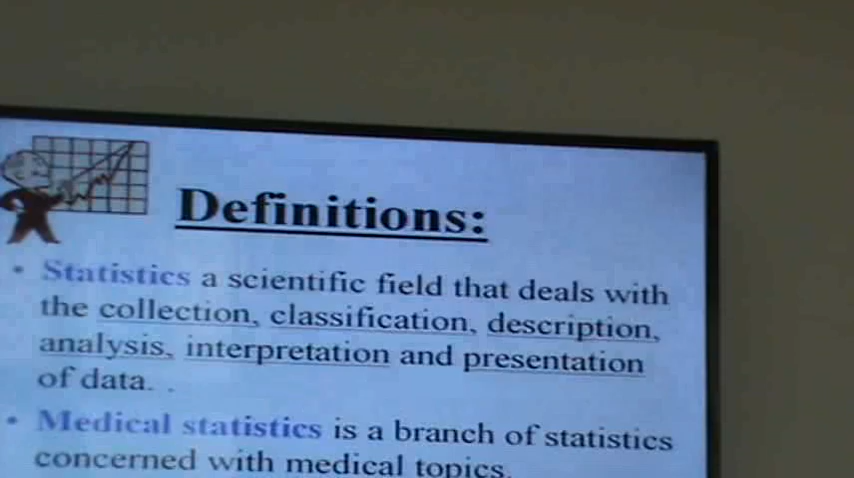 Definitions:
• Statistics a scientific field that deals with
the collection, classification, description,
analysis, interpretation and presentation
of data. .
• Medical statistics is a branch of statistics
concerned with medical topics.